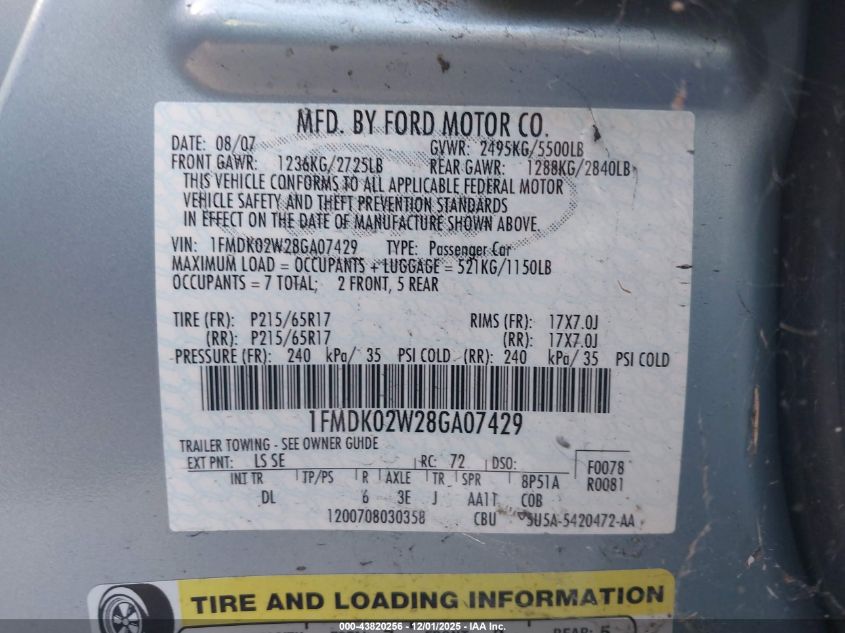 MFD. BY FORD MOTOR CO.
DATE: 08/07 GVWR: 2495KG/5500LB
FRONT GAWR: 1236KG/2725LB REAR GAWR: 1288KG/2840LB
THIS VEHICLE CONFORMS TO ALL APPLICABLE FEDERAL MOTOR
VEHICLE SAFETY AND THEFT PREVENTION STANDARDS
IN EFFECT ON THE DATE OF MANUFACTURE SHOWN ABOVE.
VIN: 1FMDK02W28GA07429 TYPE: Passenger Car
MAXIMUM LOAD = OCCUPANTS + LUGGAGE = 521KG/1150LB
OCCUPANTS = 7 TOTAL; 2 FRONT, 5 REAR
TIRE (FR): P215/65R17 RIMS (FR): 17X7.0J
(RR): P215/65R17 (RR): 17X7.0J
PRESSURE (FR): 240 kPa/ 35 PSI COLD (RR): 240 kPa/ 35 PSI COLD
1FMDK02W28GA07429
TRAILER TOWING - SEE OWNER GUIDE
EXT PNT: LS SE RC: 72 DSO: F0078
INT TR TP/PS R AXLE TR SPR 8P51A R0081
DL 6 3E J AA1T C0B
1200708030358 CBU 5U5A-5420472-AA
TIRE AND LOADING INFORMATION
000-43820256 - 12/01/2025 - IAA Inc.